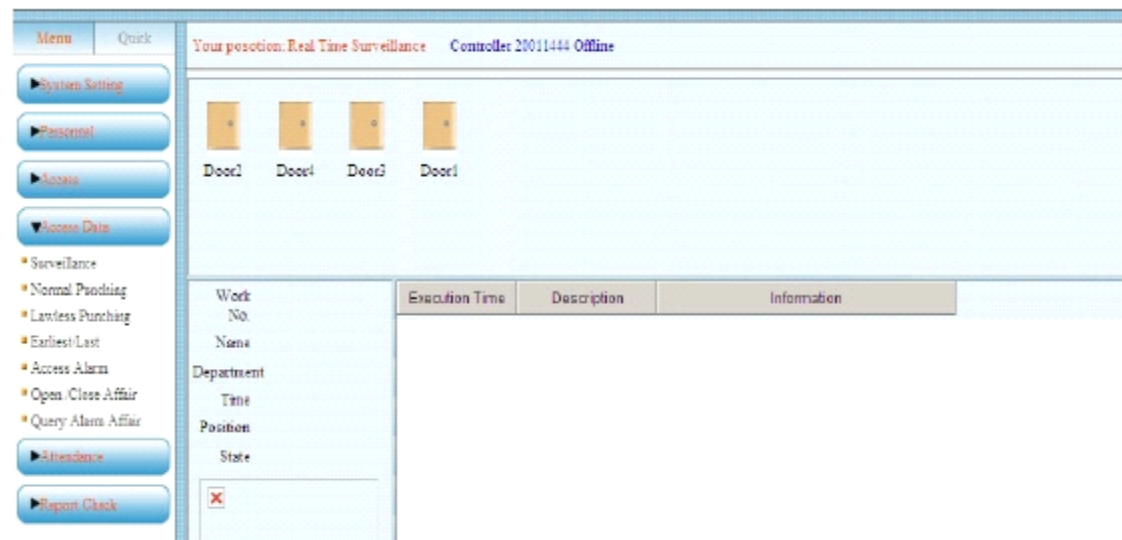 Menu Quick
Your posotion: Real Time Surveillance Controller 20011444 Offline
System Setting
Personnel
Access
Access Data
Surveillance
Normal Pnoching
Lawless Punching
Earliest/Last
Access Alarm
Open /Close Affair
Query Alarm Affair
Attendance
Report Check
Door2 Door4 Door3 Door1
Work
No.
Name
Department
Time
Position
State
Execution Time Description Information